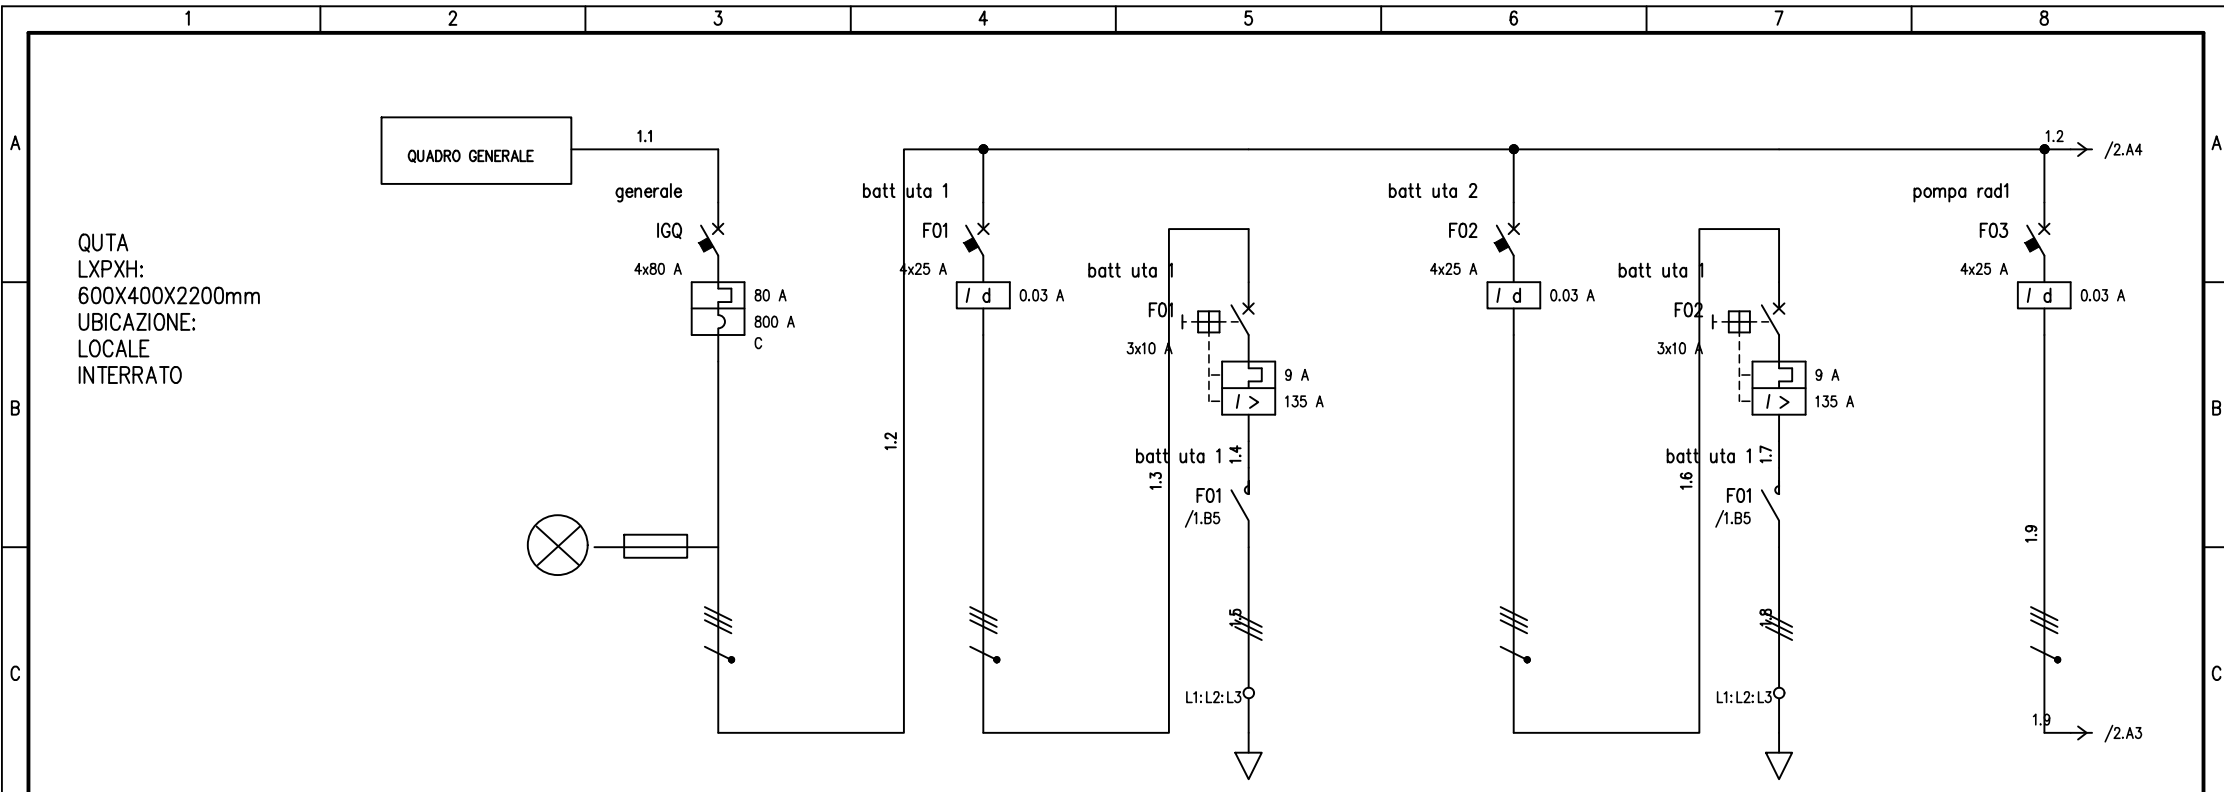 1 2 3 4 5 6 7 8
A A
QUADRO GENERALE
1.1
1.2
/2.A4
generale
batt uta 1
batt uta 2
pompa rad1
IGQ
F01
F02
F03
4x80 A
4x25 A
4x25 A
4x25 A
QUTA
LXPXH:
600X400X2200mm
UBICAZIONE:
LOCALE
INTERRATO
80 A
800 A
C
I d
0.03 A
batt uta 1
F01
3x10 A
I d
0.03 A
batt uta 1
F02
3x10 A
I d
0.03 A
9 A
I >
135 A
9 A
I >
135 A
B B
1.2
batt uta 1
1.4
1.3
F01
/1.B5
batt uta 1
1.7
1.6
F01
/1.B5
1.9
1.5
1.8
C C
L1:L2:L3
L1:L2:L3
1.9
/2.A3